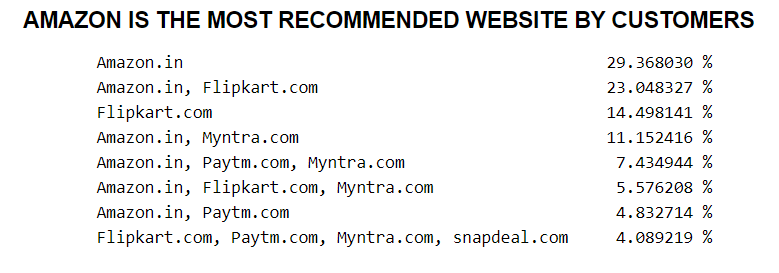 AMAZON IS THE MOST RECOMMENDED WEBSITE BY CUSTOMERS
Amazon.in 29.368030 %
Amazon.in, Flipkart.com 23.048327 %
Flipkart.com 14.498141 %
Amazon.in, Myntra.com 11.152416 %
Amazon.in, Paytm.com, Myntra.com 7.434944 %
Amazon.in, Flipkart.com, Myntra.com 5.576208 %
Amazon.in, Paytm.com 4.832714 %
Flipkart.com, Paytm.com, Myntra.com, snapdeal.com 4.089219 %